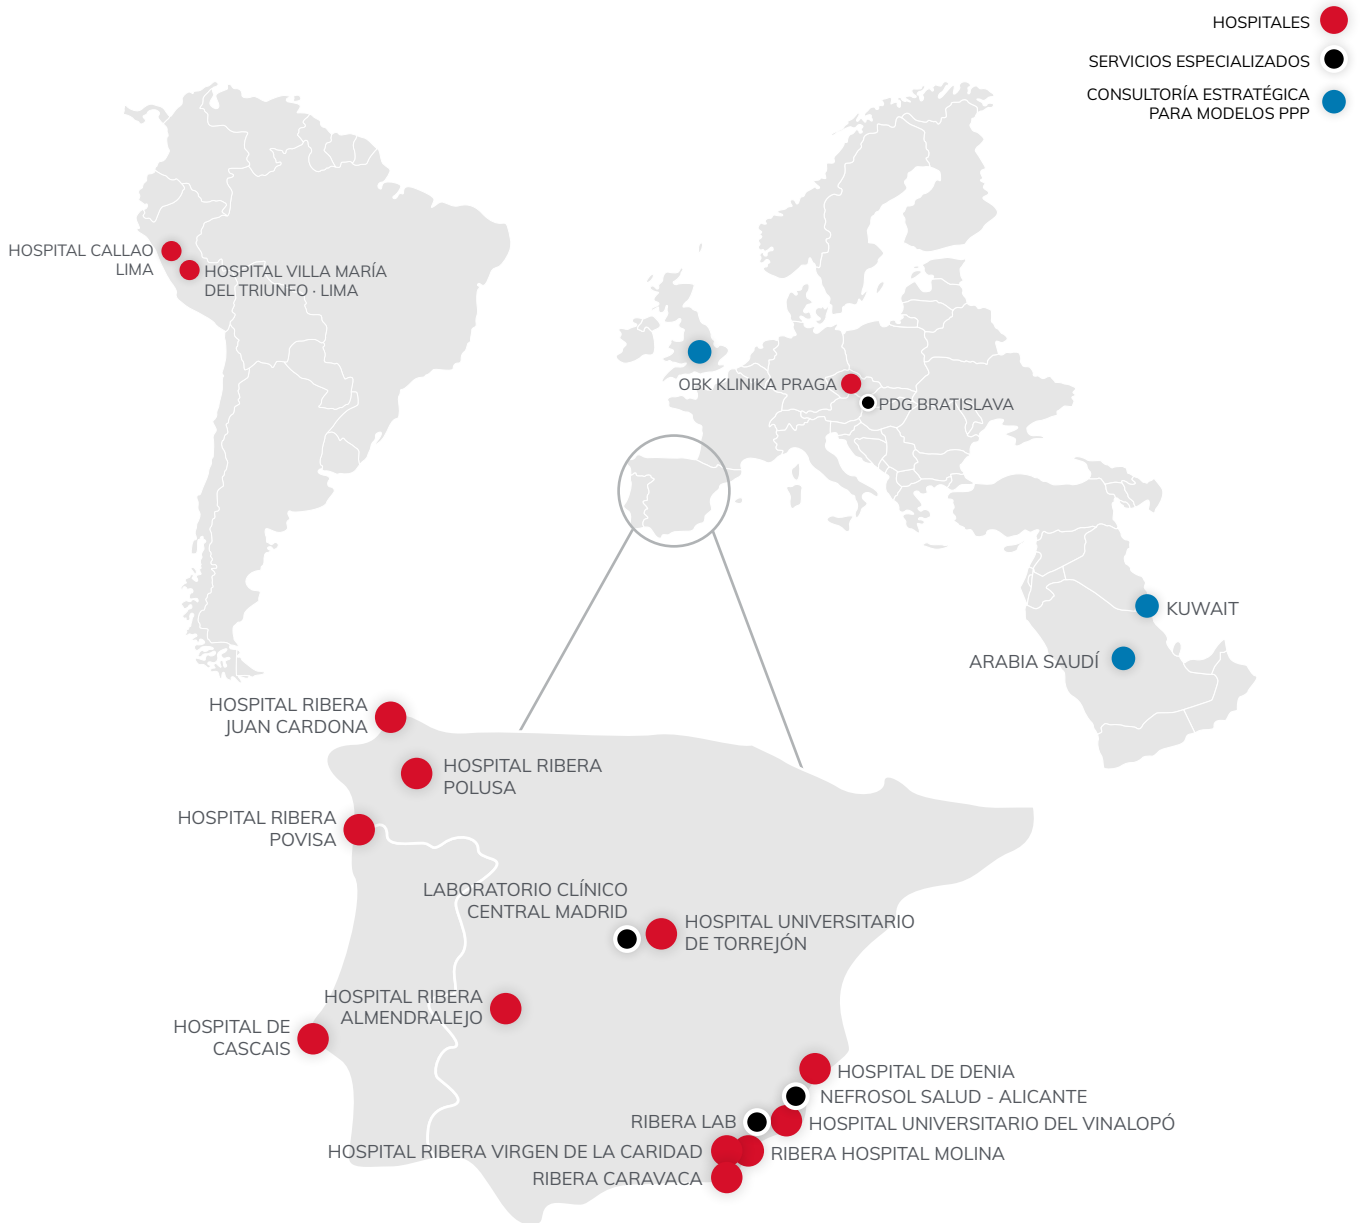 HOSPITALES
SERVICIOS ESPECIALIZADOS
CONSULTORÍA ESTRATÉGICA
PARA MODELOS PPP
HOSPITAL CALLAO
LIMA
HOSPITAL VILLA MARÍA
DEL TRIUNFO · LIMA
OBK KLINIKA PRAGA
PDG BRATISLAVA
KUWAIT
ARABIA SAUDÍ
HOSPITAL RIBERA
JUAN CARDONA
HOSPITAL RIBERA
POLUSA
HOSPITAL RIBERA
POVISA
LABORATORIO CLÍNICO
CENTRAL MADRID
HOSPITAL UNIVERSITARIO
DE TORREJÓN
HOSPITAL RIBERA
ALMENDRALEJO
HOSPITAL DE
CASCAIS
HOSPITAL DE DENIA
NEFROSOL SALUD - ALICANTE
RIBERA LAB
HOSPITAL UNIVERSITARIO DEL VINALOPÓ
HOSPITAL RIBERA VIRGEN DE LA CARIDAD
RIBERA HOSPITAL MOLINA
RIBERA CARAVACA